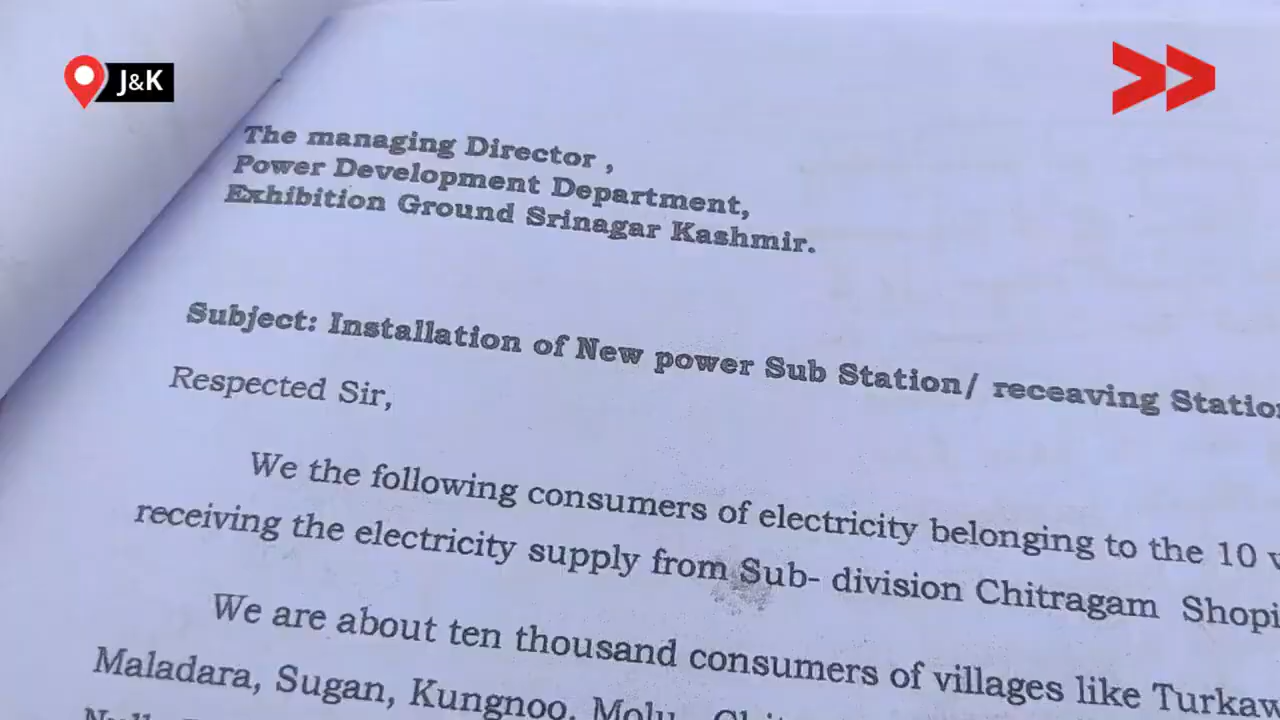 J&K
The managing Director ,
Power Development Department,
Exhibition Ground Srinagar Kashmir.
Subject: Installation of New power Sub Station/ receaving
Respected Sir,
We the following consumers of electricity belonging to the 10
receiving the electricity supply from Sub- division Chitragam
We are about ten thousand consumers of villages like
Maladara, Sugan, Kungnoo,